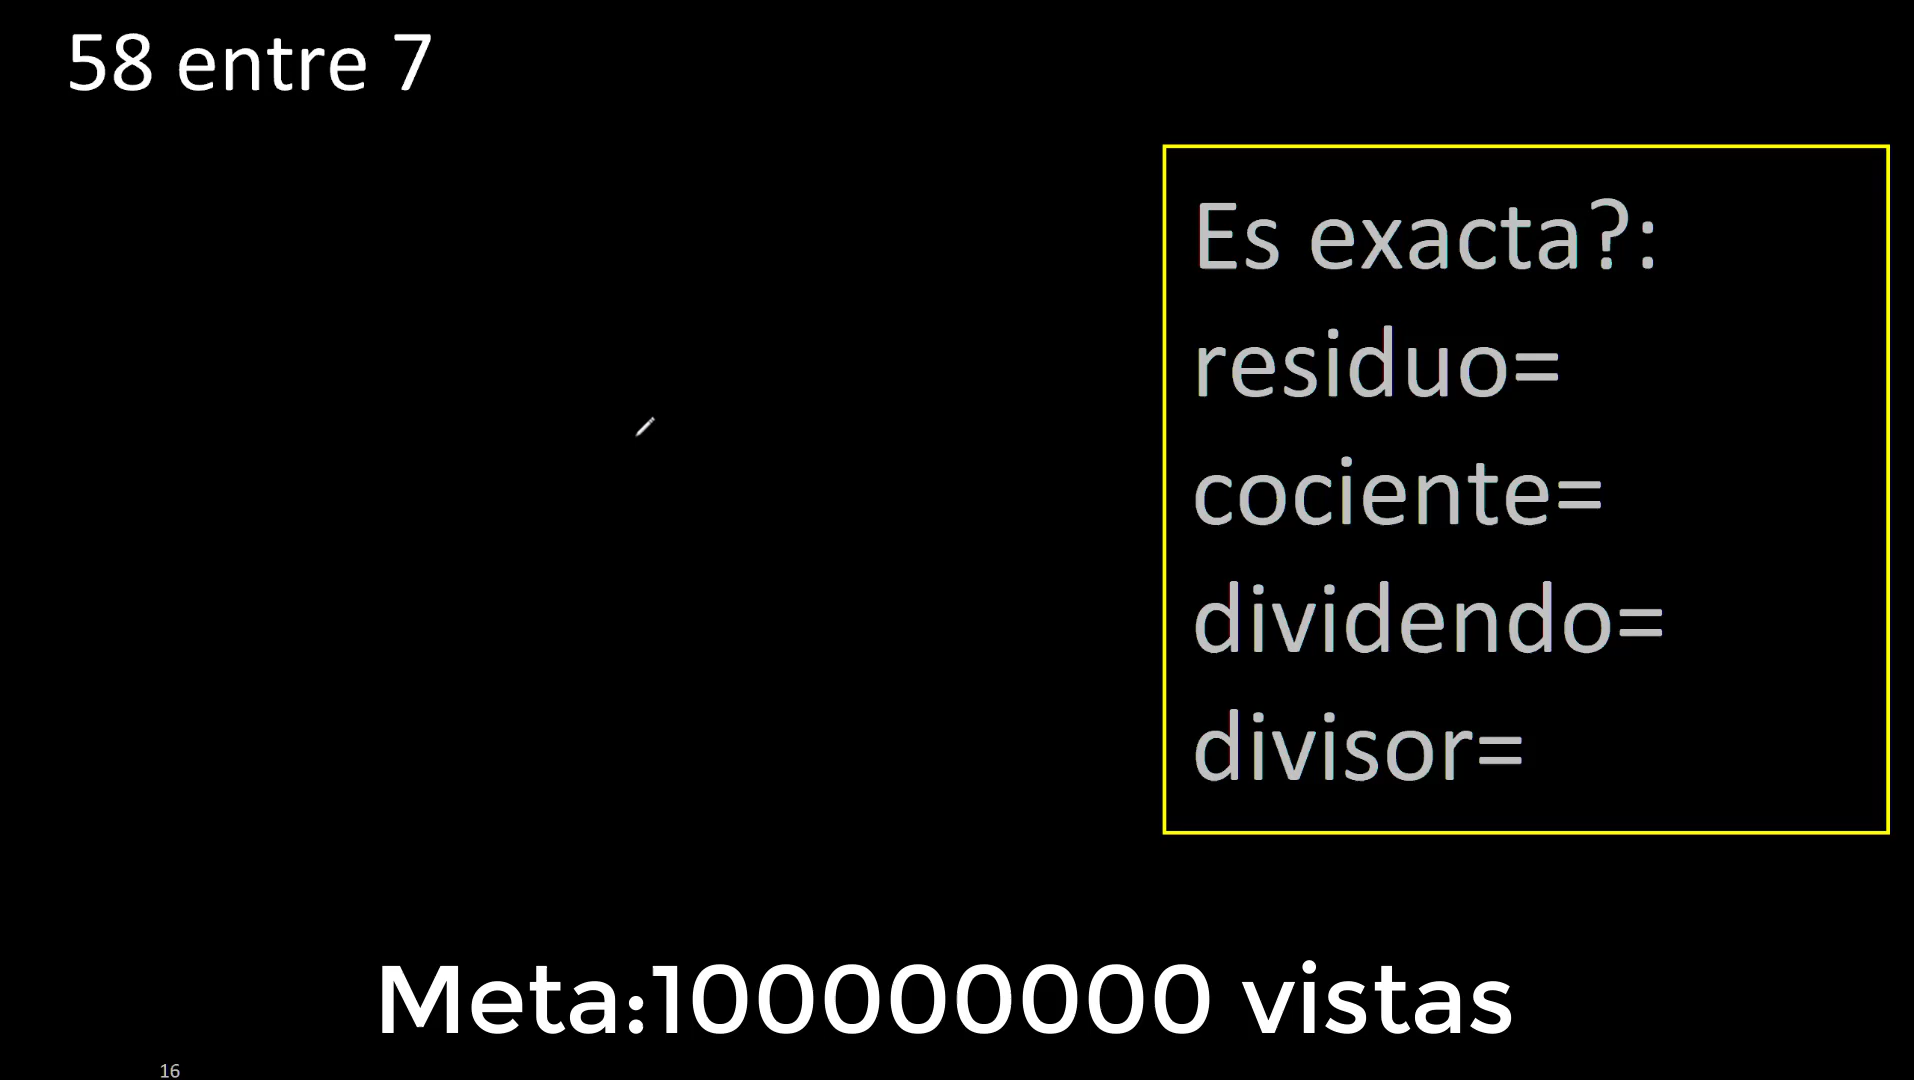 58 entre 7
Es exacta?:
residuo=
cociente=
dividendo=
divisor=
Meta:100000000 vistas
16